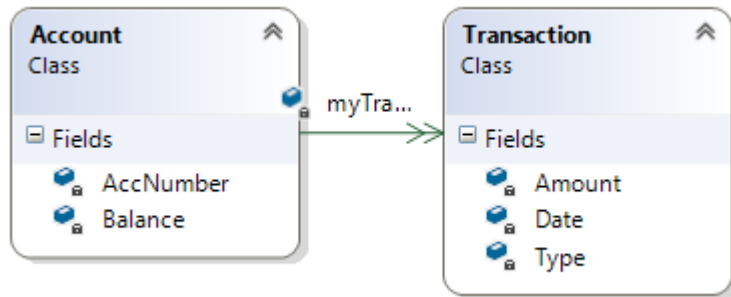 Account
Class
Fields
AccNumber
Balance
myTra...
Transaction
Class
Fields
Amount
Date
Type